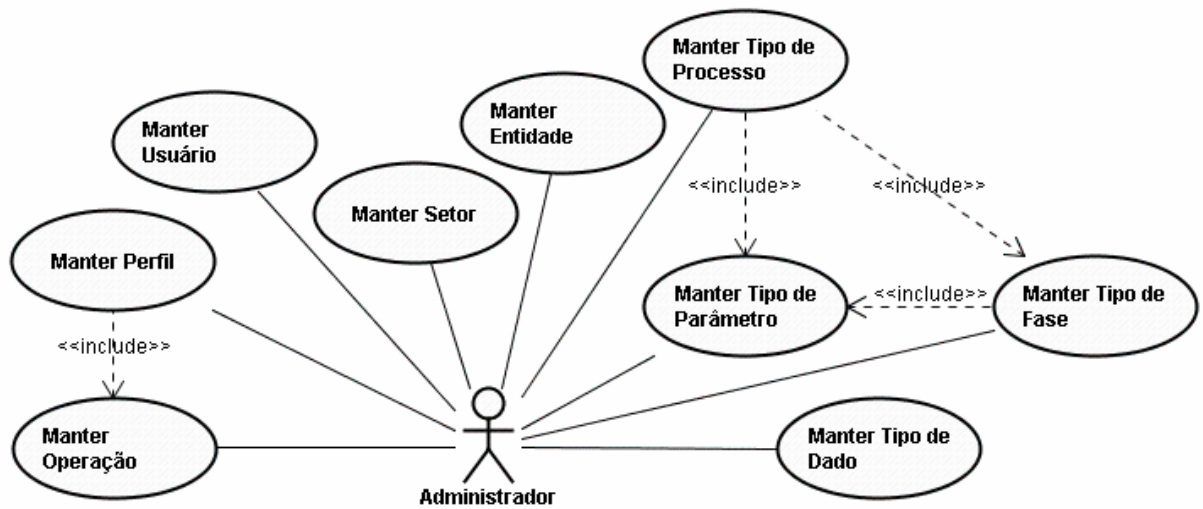 Manter Tipo de
Processo
Manter
Entidade
Manter
Usuário
<<include>>
<<include>>
Manter Setor
Manter Perfil
Manter Tipo de
Parâmetro
<<include>>
Manter Tipo de
Fase
<<include>>
Manter
Operação
Manter Tipo de
Dado
Administrador